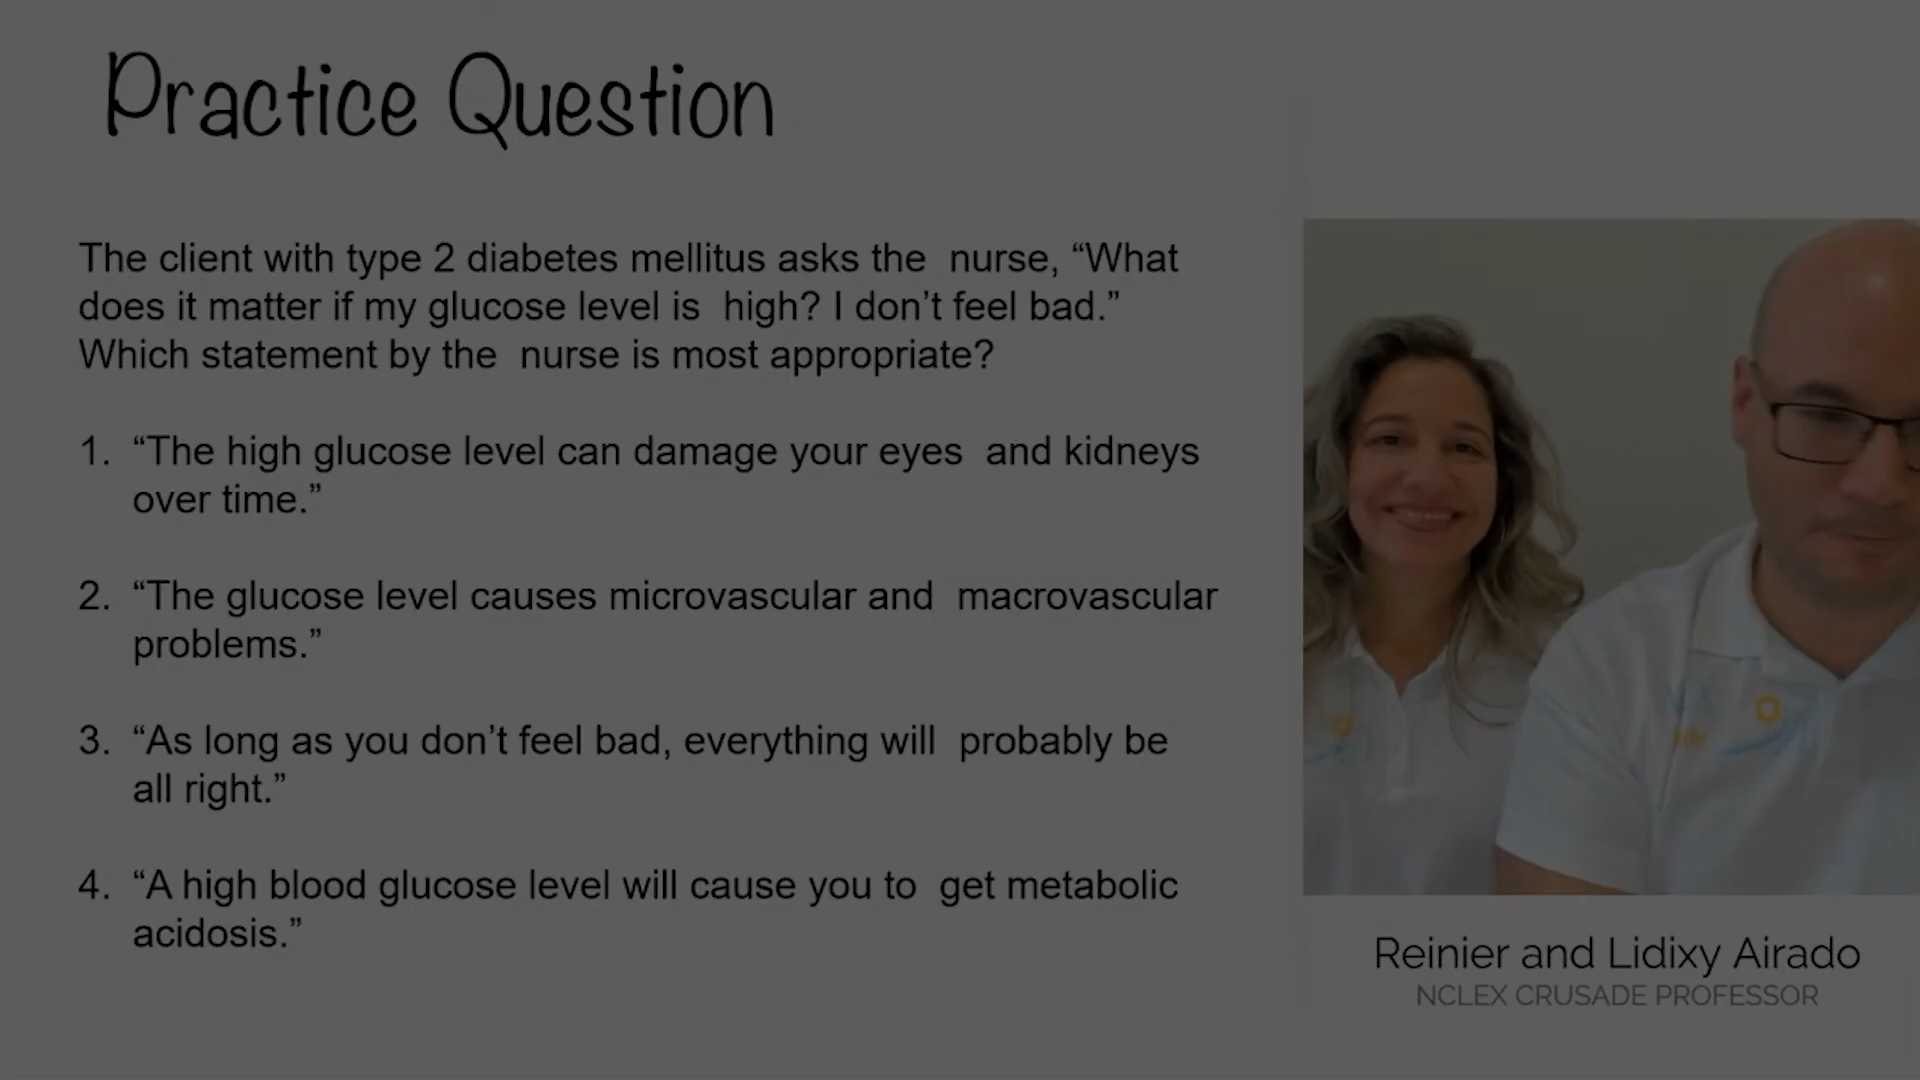 Practice Question
The client with type 2 diabetes mellitus asks the nurse, “What
does it matter if my glucose level is high? I don’t feel bad.”
Which statement by the nurse is most appropriate?
1. “The high glucose level can damage your eyes and kidneys
over time.”
2. “The glucose level causes microvascular and macrovascular
problems.”
3. “As long as you don’t feel bad, everything will probably be
all right.”
4. “A high blood glucose level will cause you to get metabolic
acidosis.”
Reinier and Lidixy Airado
NCLEX CRUSADE PROFESSOR